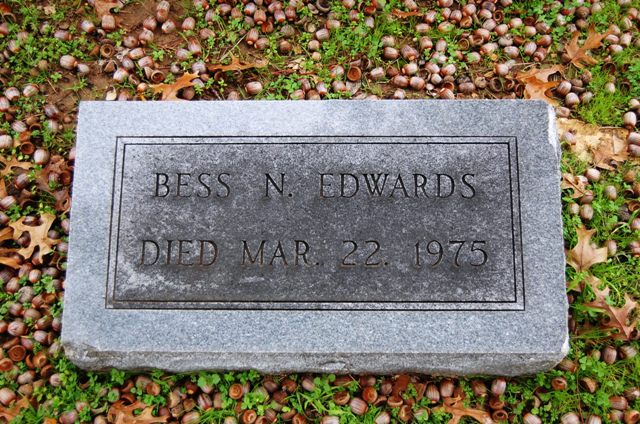 BESS N. EDWARDS
DIED MAR. 22. 1975